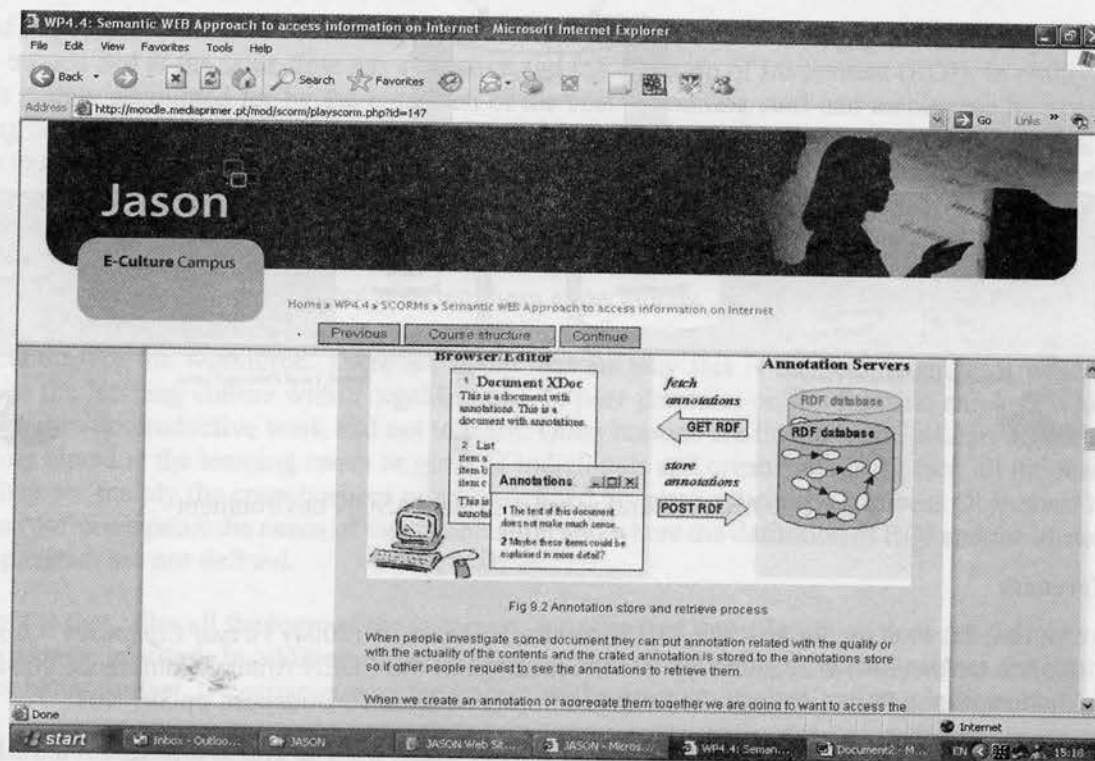 WP4.4: Semantic WEB Approach to access information on Internet - Microsoft Internet Explorer
File Edit View Favorites Tools Help
Back Search Favorites
Address http://moodle.mediaprimer.pt/mod/scorm/playscorm.php?id=147 Go Links »
Jason
E-Culture Campus
Home » WP4.4 » SCORMs » Semantic WEB Approach to access information on Internet
Previous Course structure Continue
Browser/Editor
1 Document XDoc
This is a document with
annotations. This is a
document with annotations.
2 List
item a
item b
item c
This is
annotat
Annotations
1 The text of this document
does not make much sense
2 Maybe these items could be
explained in more detail?
fetch
annotations
GET RDF
store
annotations
POST RDF
Annotation Servers
RDF database
RDF database
Fig 9.2 Annotation store and retrieve process
When people investigate some document they can put annotation related with the quality or
with the actuality of the contents and the crated annotation is stored to the annotations store
so if other people request to see the annotations to retrieve them.
When we create an annotation or aggregate them together we are going to want to access the
Done Internet
start Inbox - Outloo... JASON JASON Web Sit... JASON - Micros... WP4.4: Seman... Document2 - M... EN 15:18